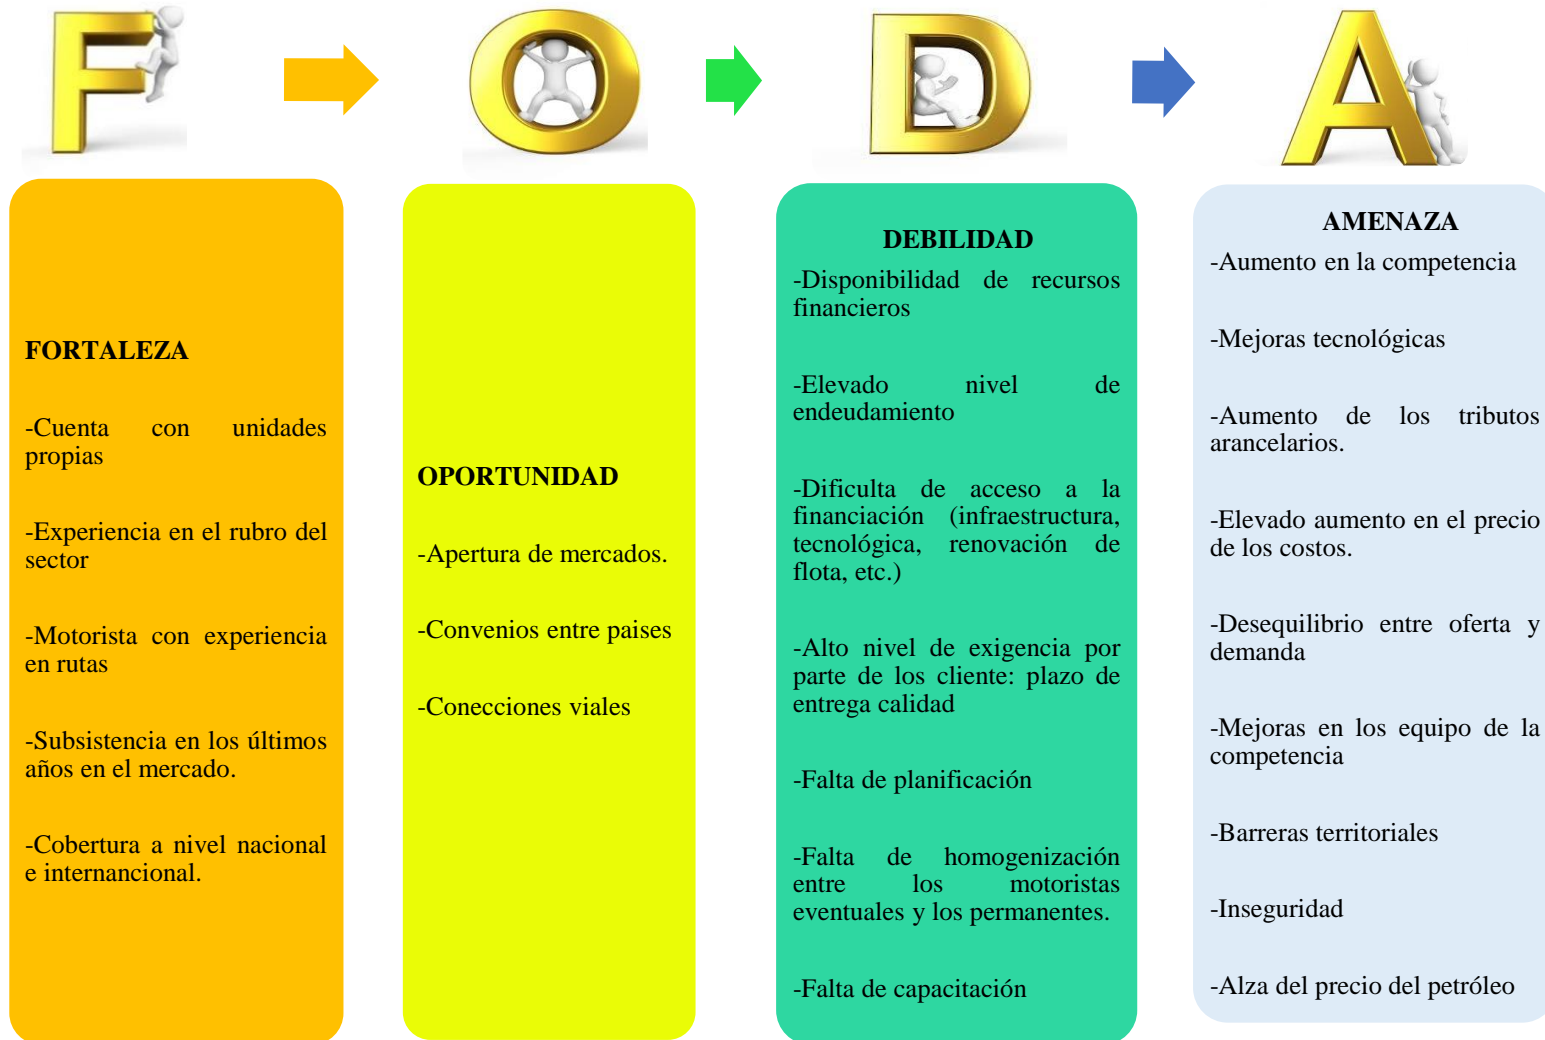 F
O
D
A
FORTALEZA
-Cuenta con unidades
propias
-Experiencia en el rubro del
sector
-Motorista con experiencia
en rutas
-Subsistencia en los últimos
años en el mercado.
-Cobertura a nivel nacional
e internancional.
OPORTUNIDAD
-Apertura de mercados.
-Convenios entre paises
-Conecciones viales
DEBILIDAD
-Disponibilidad de recursos
financieros
-Elevado nivel de
endeudamiento
-Dificulta de acceso a la
financiación (infraestructura,
tecnológica, renovación de
flota, etc.)
-Alto nivel de exigencia por
parte de los cliente: plazo de
entrega calidad
-Falta de planificación
-Falta de homogenización
entre los motoristas
eventuales y los permanentes.
-Falta de capacitación
AMENAZA
-Aumento en la competencia
-Mejoras tecnológicas
-Aumento de los tributos
arancelarios.
-Elevado aumento en el precio
de los costos.
-Desequilibrio entre oferta y
demanda
-Mejoras en los equipo de la
competencia
-Barreras territoriales
-Inseguridad
-Alza del precio del petróleo